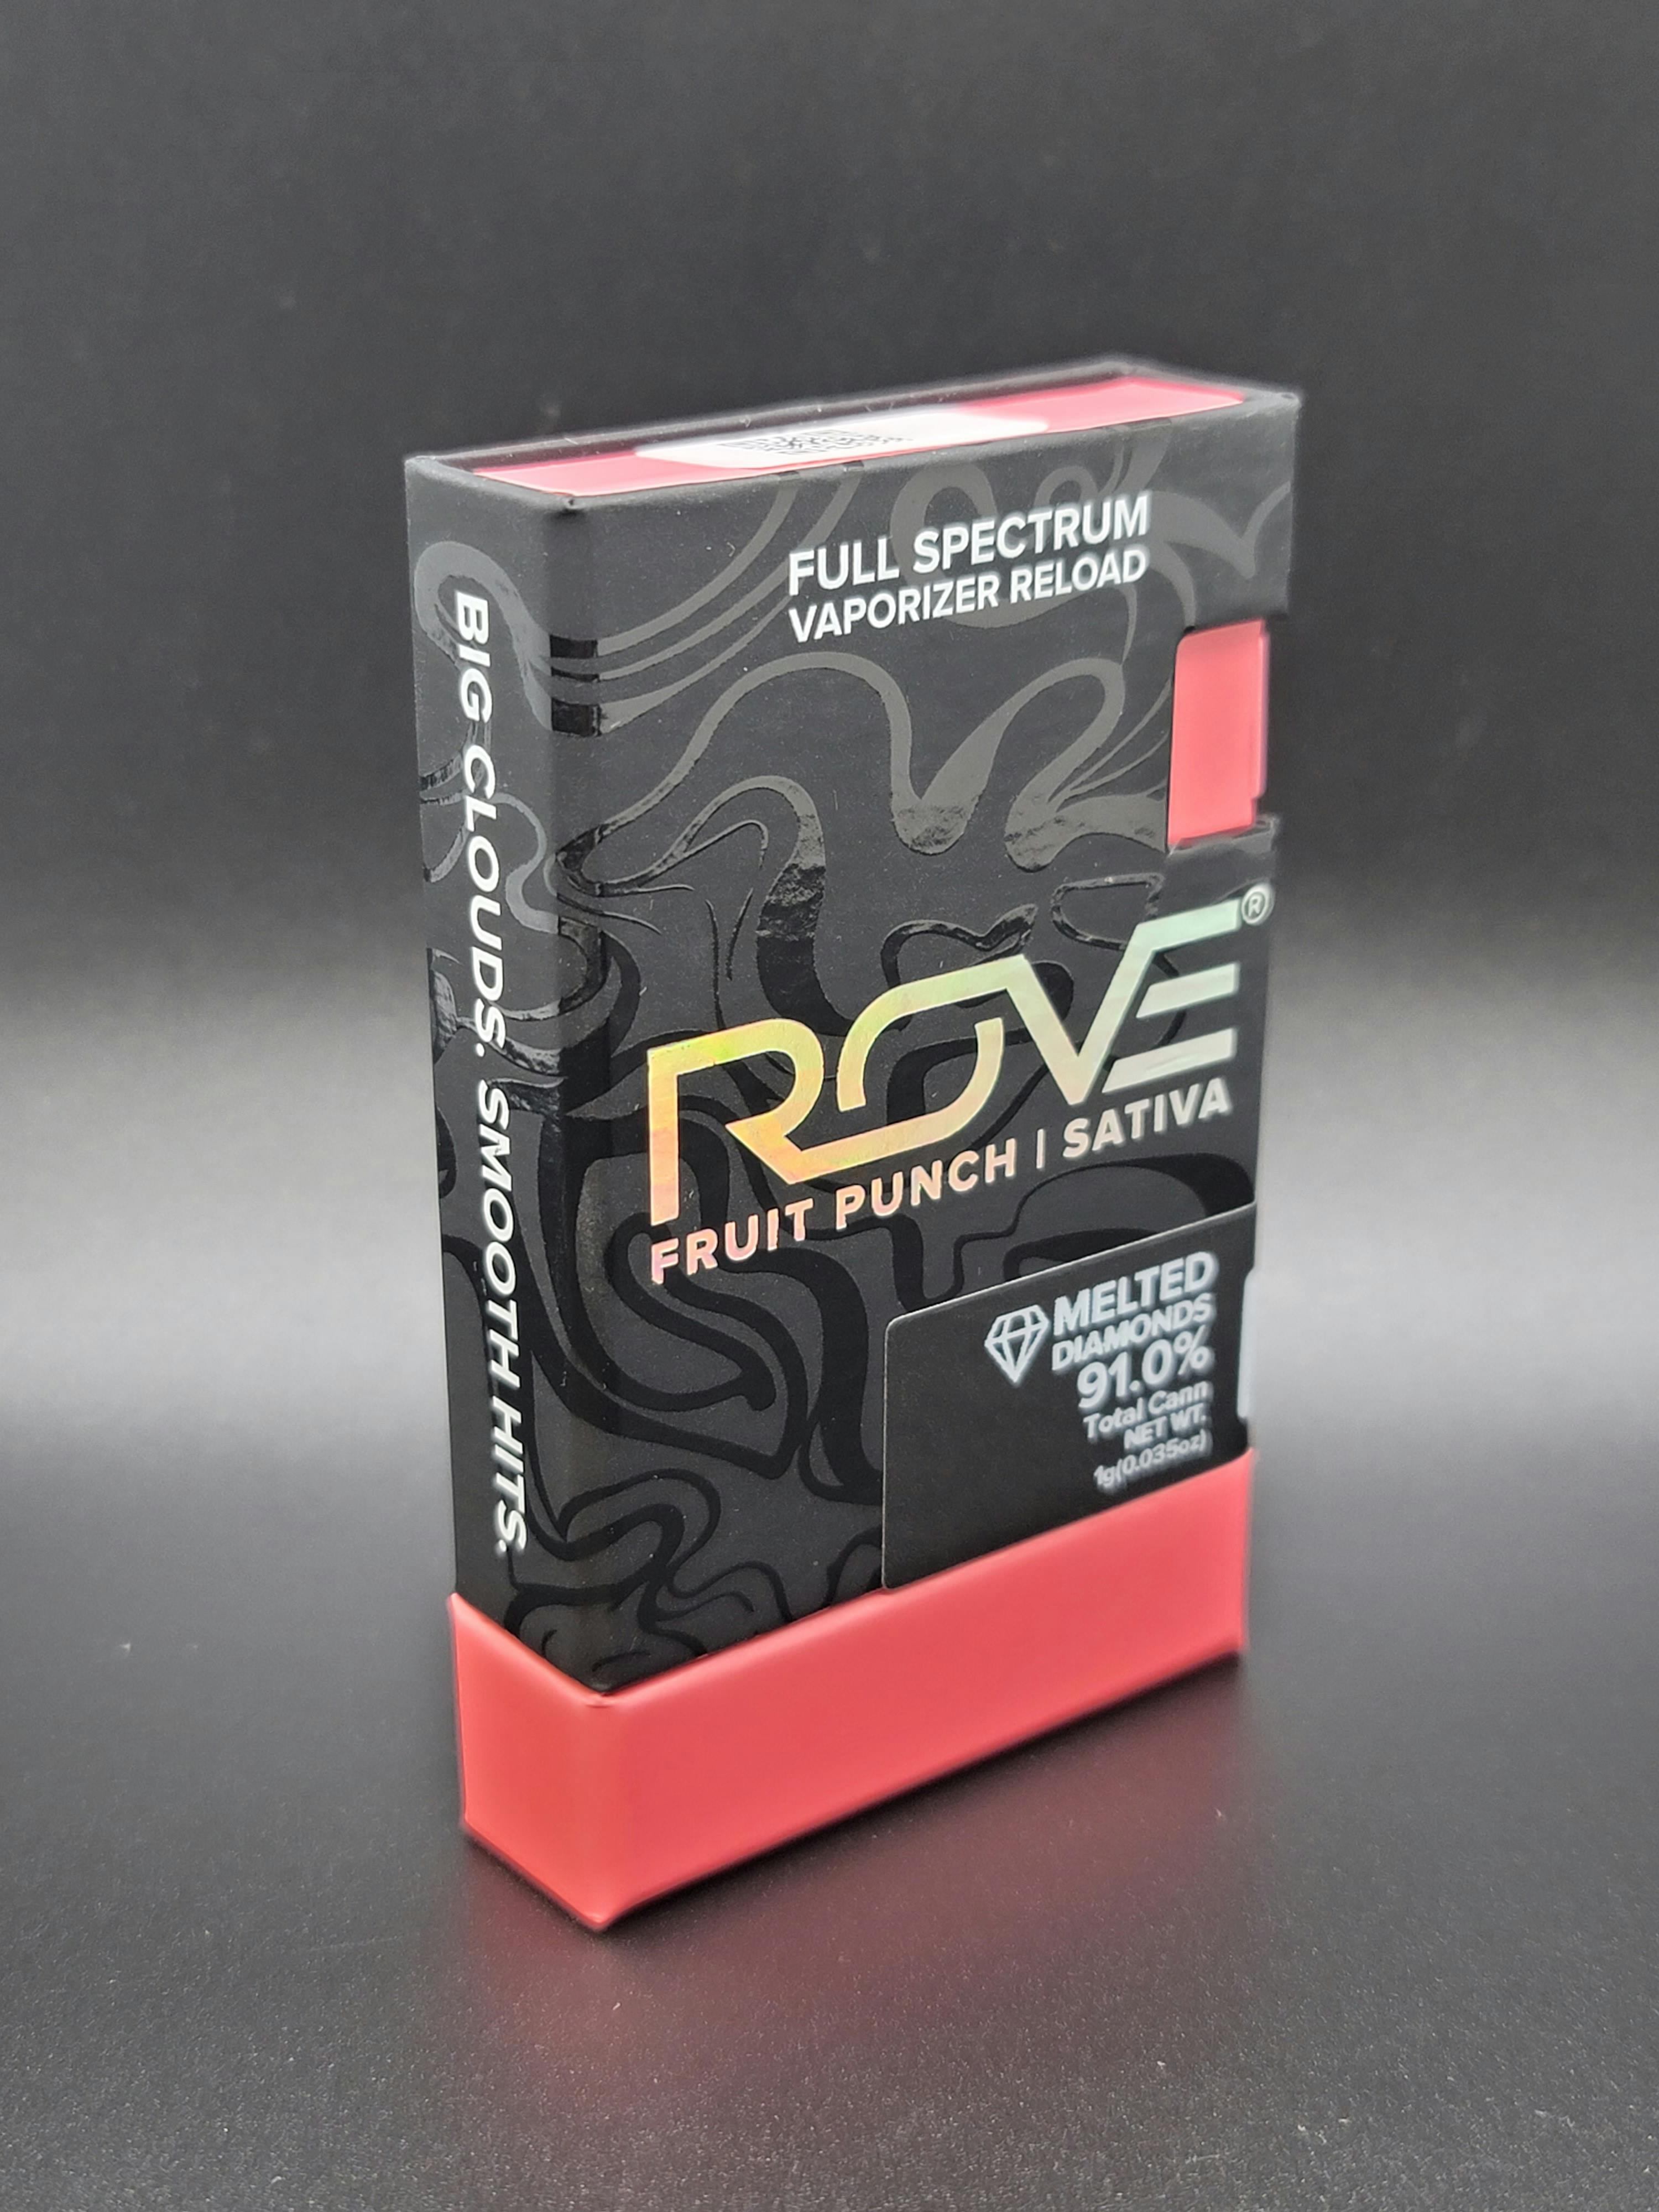 FULL SPECTRUM
VAPORIZER RELOAD
ROVE®
FRUIT PUNCH | SATIVA
MELTED
DIAMONDS
91.0%
Total Cann
NET WT.
1g(0.035oz)
BIG CLOUDS. SMOOTH HITS.